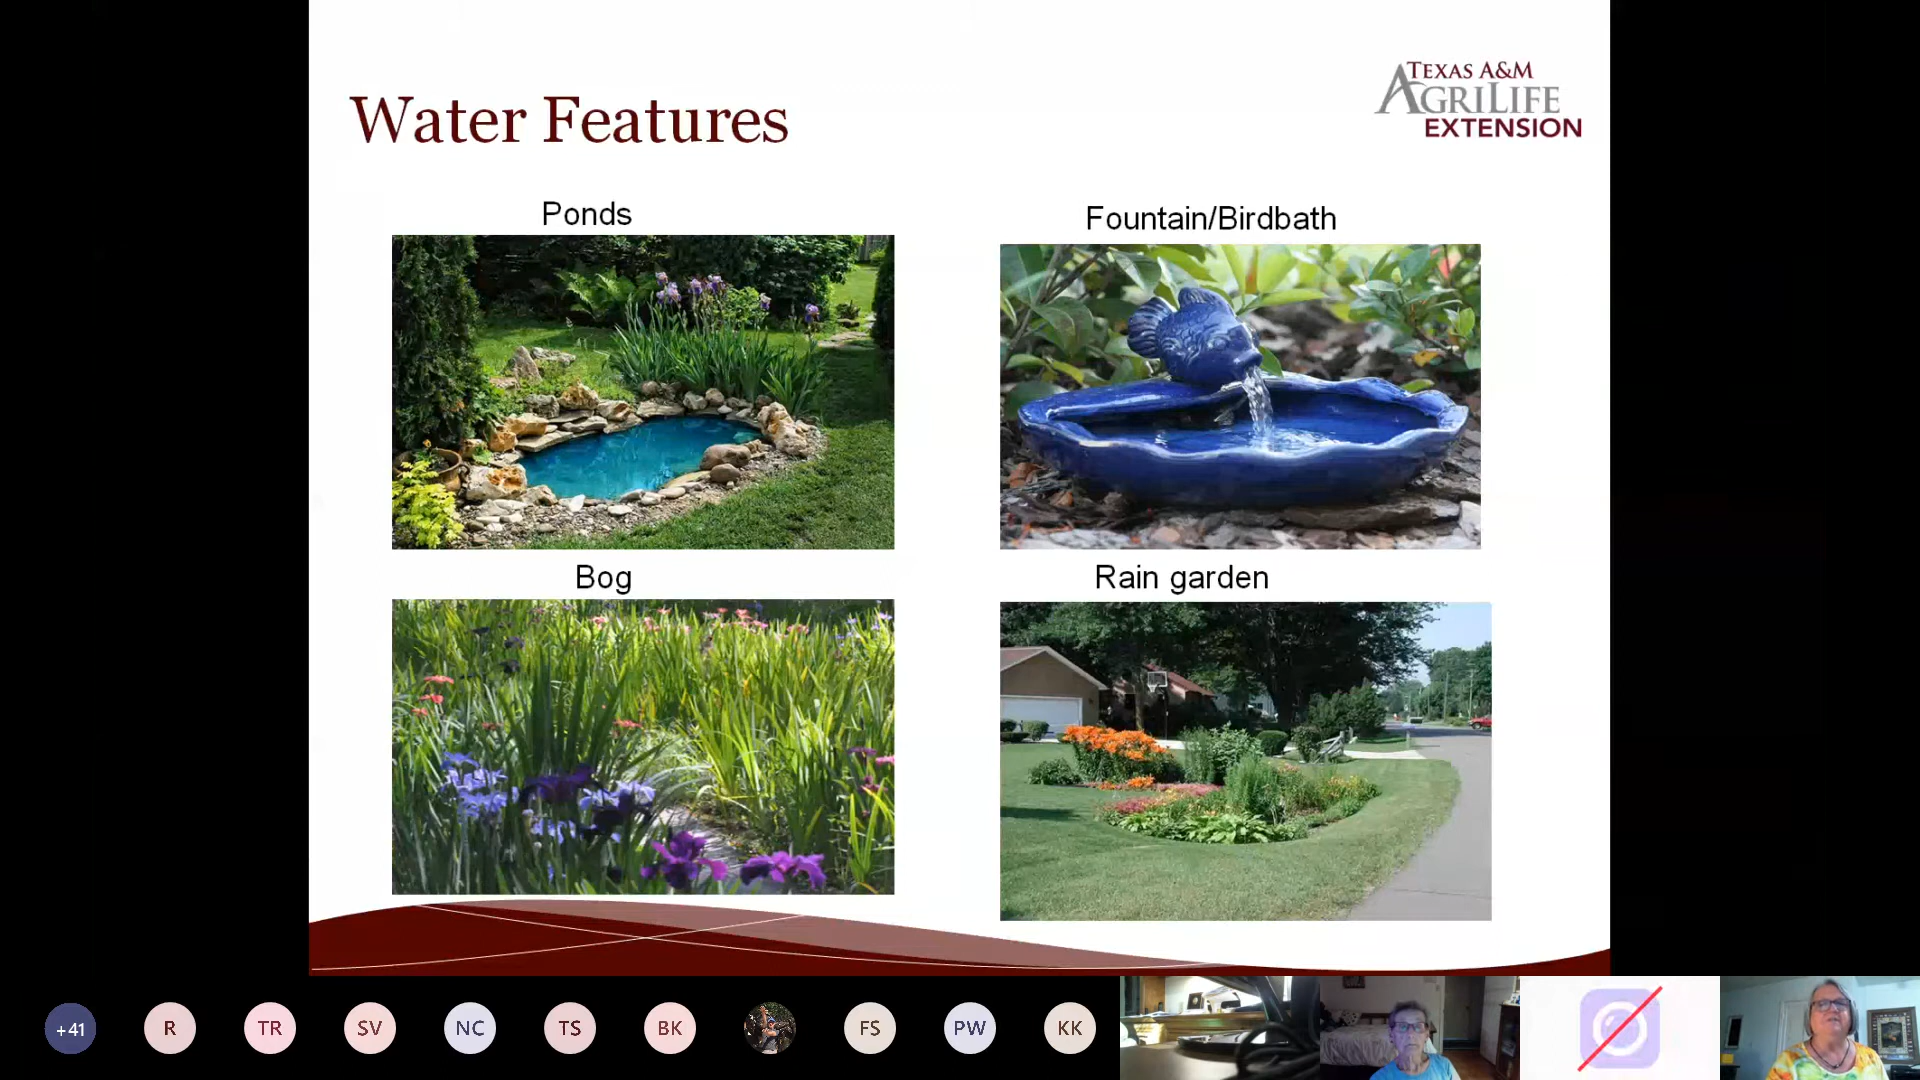 Water Features
TEXAS A&M
AGRILIFE
EXTENSION
Ponds
Fountain/Birdbath
Bog
Rain garden
+41
R
TR
SV
NC
TS
BK
FS
PW
KK